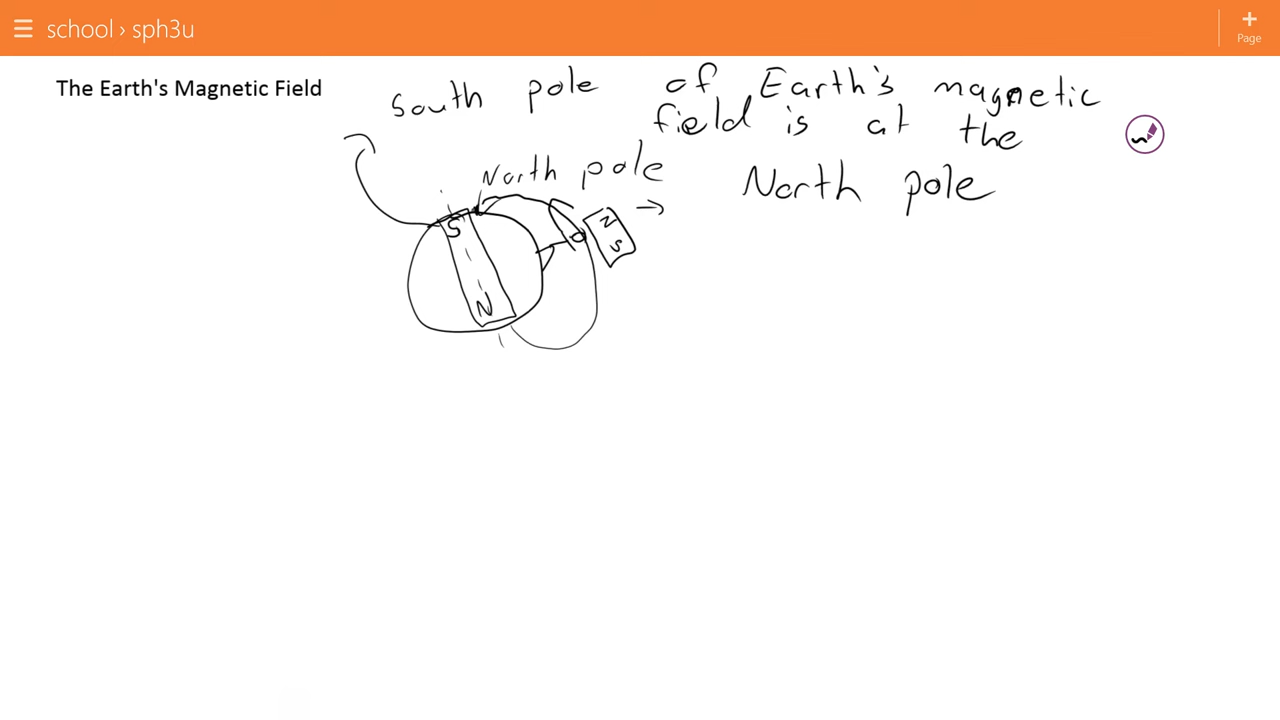 school › sph3u
Page
The Earth's Magnetic Field
South pole of Earth's magnetic
field is at the
North pole
North pole
S
N
N
S